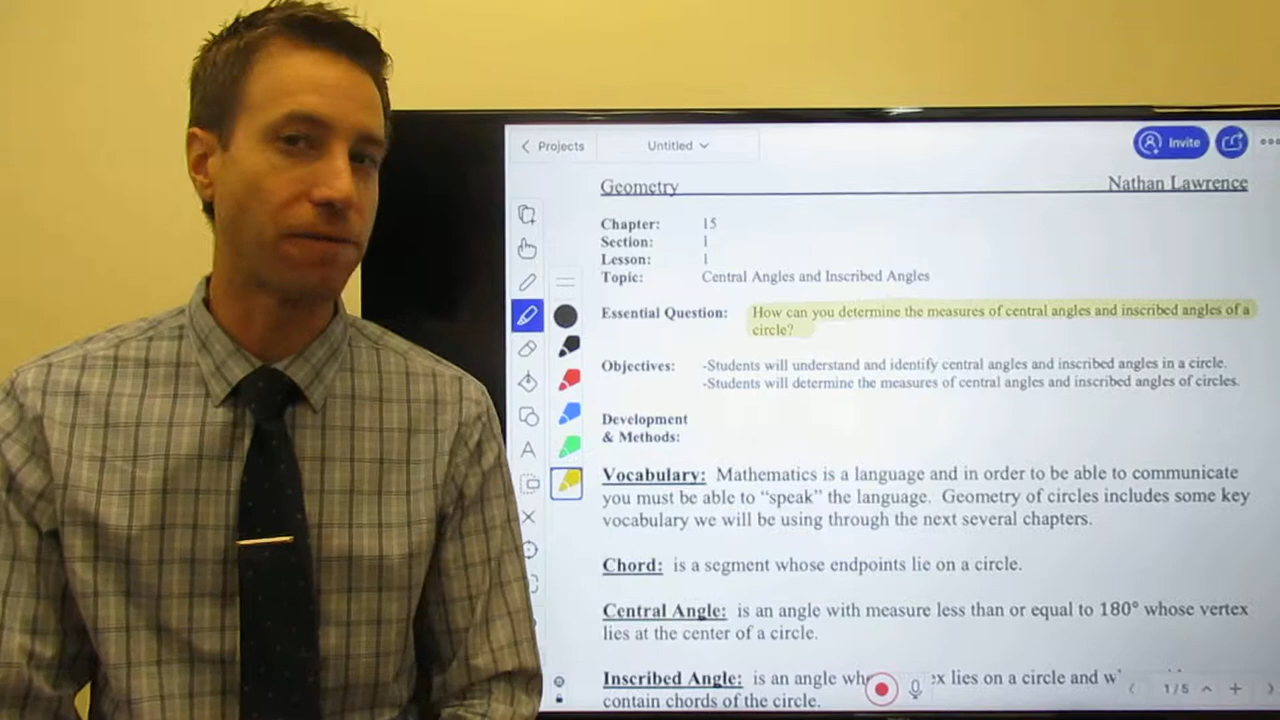 Projects
Untitled
Invite
Geometry Nathan Lawrence
Chapter: 15
Section: 1
Lesson: 1
Topic: Central Angles and Inscribed Angles
Essential Question: How can you determine the measures of central angles and inscribed angles of a
circle?
Objectives: -Students will understand and identify central angles and inscribed angles in a circle.
-Students will determine the measures of central angles and inscribed angles of circles.
Development
& Methods:
Vocabulary: Mathematics is a language and in order to be able to communicate
you must be able to “speak” the language. Geometry of circles includes some key
vocabulary we will be using through the next several chapters.
Chord: is a segment whose endpoints lie on a circle.
Central Angle: is an angle with measure less than or equal to 180° whose vertex
lies at the center of a circle.
Inscribed Angle: is an angle lies on a circle and
contain chords of the circle.
1/5